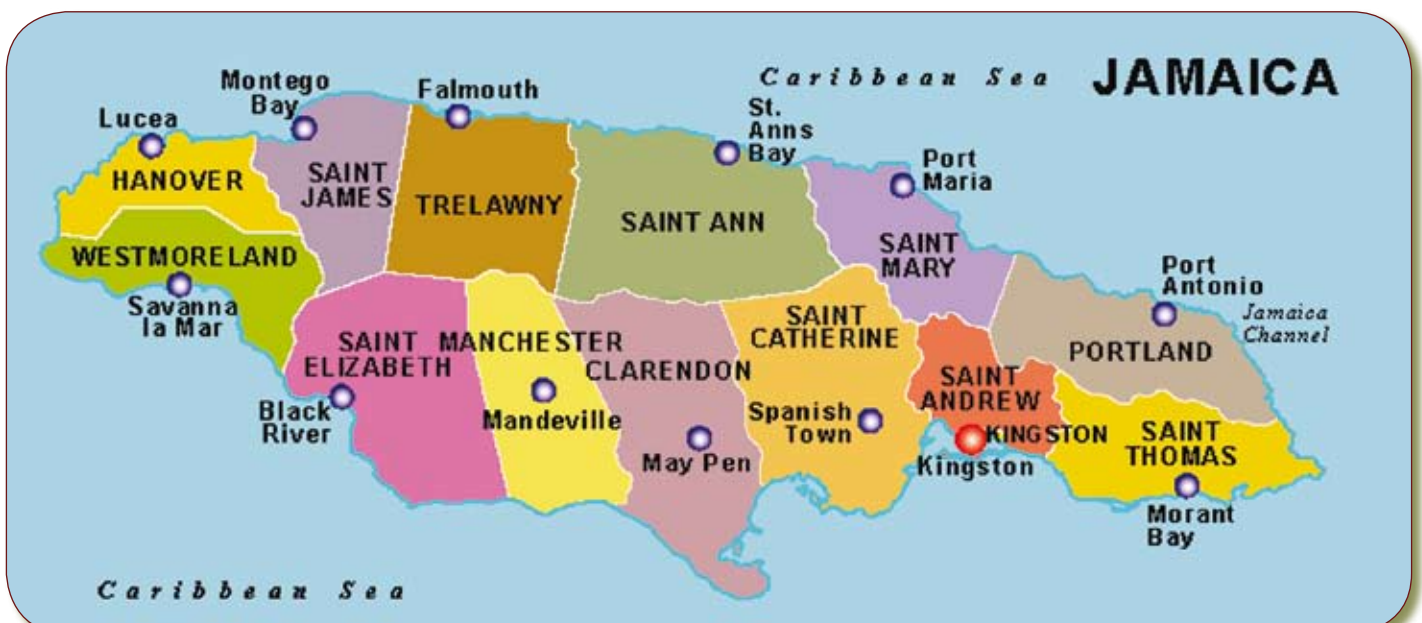 Caribbean Sea
JAMAICA
Montego
Bay
Falmouth
Lucea
St.
Anns
Bay
Port
Maria
HANOVER
SAINT
JAMES
TRELAWNY
SAINT ANN
SAINT
MARY
WESTMORELAND
Savanna
la Mar
Port
Antonio
Jamaica
Channel
SAINT
ELIZABETH
MANCHESTER
CLARENDON
SAINT
CATHERINE
PORTLAND
SAINT
ANDREW
Black
River
Mandeville
May Pen
Spanish
Town
KINGSTON
Kingston
SAINT
THOMAS
Morant
Bay
Caribbean Sea